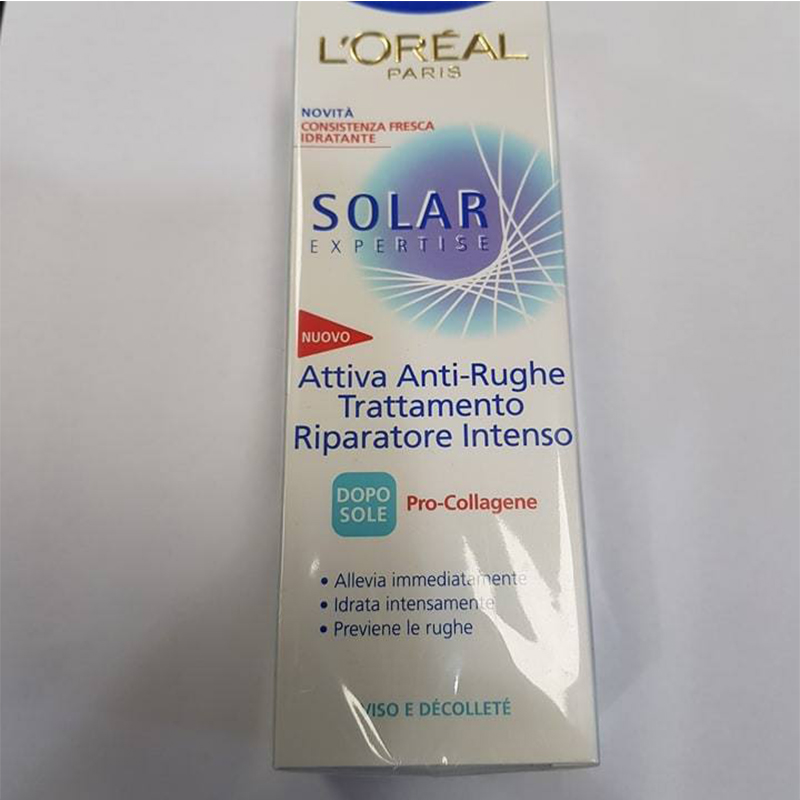 L'ORÉAL
PARIS
NOVITÀ
CONSISTENZA FRESCA
IDRATANTE
SOLAR
EXPERTISE
NUOVO
Attiva Anti-Rughe
Trattamento
Riparatore Intenso
DOPO
SOLE
Pro-Collagene
• Allevia immediatamente
• Idrata intensamente
• Previene le rughe
VISO E DÉCOLLETÉ